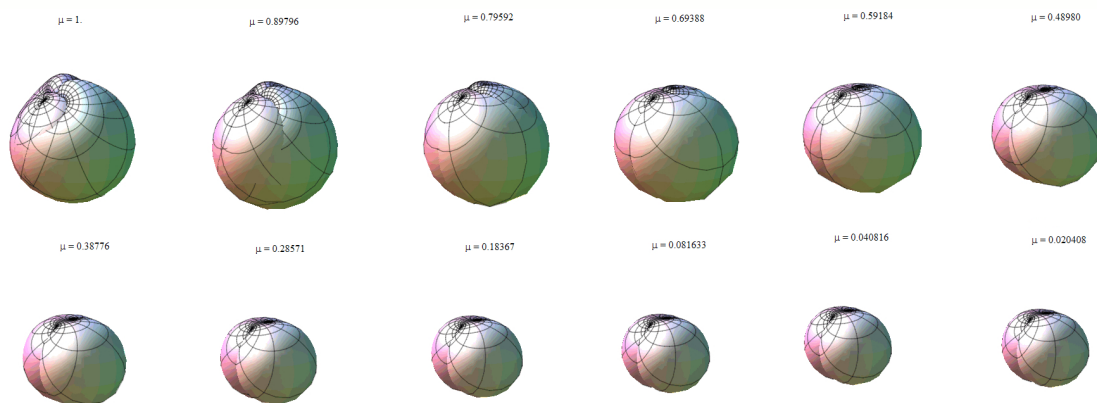 μ = 1.
μ = 0.89796
μ = 0.79592
μ = 0.69388
μ = 0.59184
μ = 0.48980
μ = 0.38776
μ = 0.28571
μ = 0.18367
μ = 0.081633
μ = 0.040816
μ = 0.020408